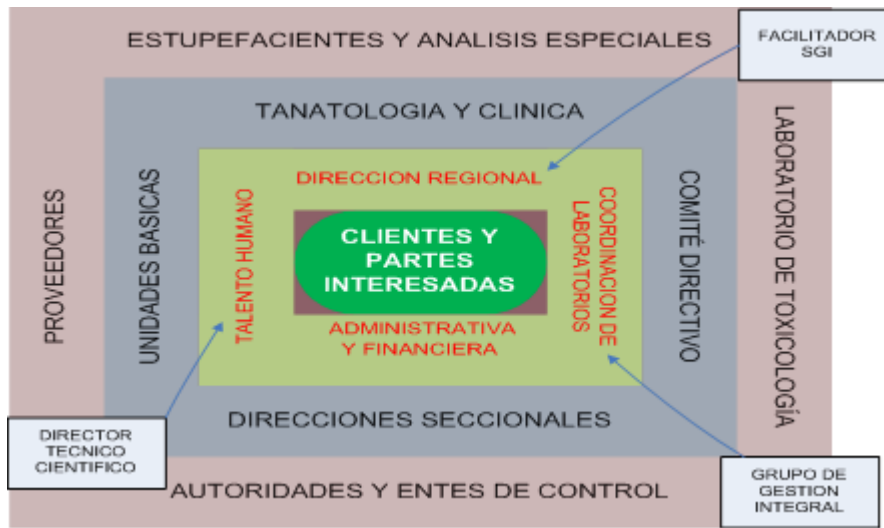 ESTUPEFACIENTES Y ANALISIS ESPECIALES
FACILITADOR
SGI
TANATOLOGIA Y CLINICA
PROVEEDORES
UNIDADES BASICAS
TALENTO HUMANO
DIRECCION REGIONAL
CLIENTES Y
PARTES
INTERESADAS
ADMINISTRATIVA
Y FINANCIERA
COORDINACION DE
LABORATORIOS
COMITÉ DIRECTIVO
LABORATORIO DE TOXICOLOGÍA
DIRECCIONES SECCIONALES
DIRECTOR
TECNICO
CIENTIFICO
AUTORIDADES Y ENTES DE CONTROL
GRUPO DE
GESTION
INTEGRAL